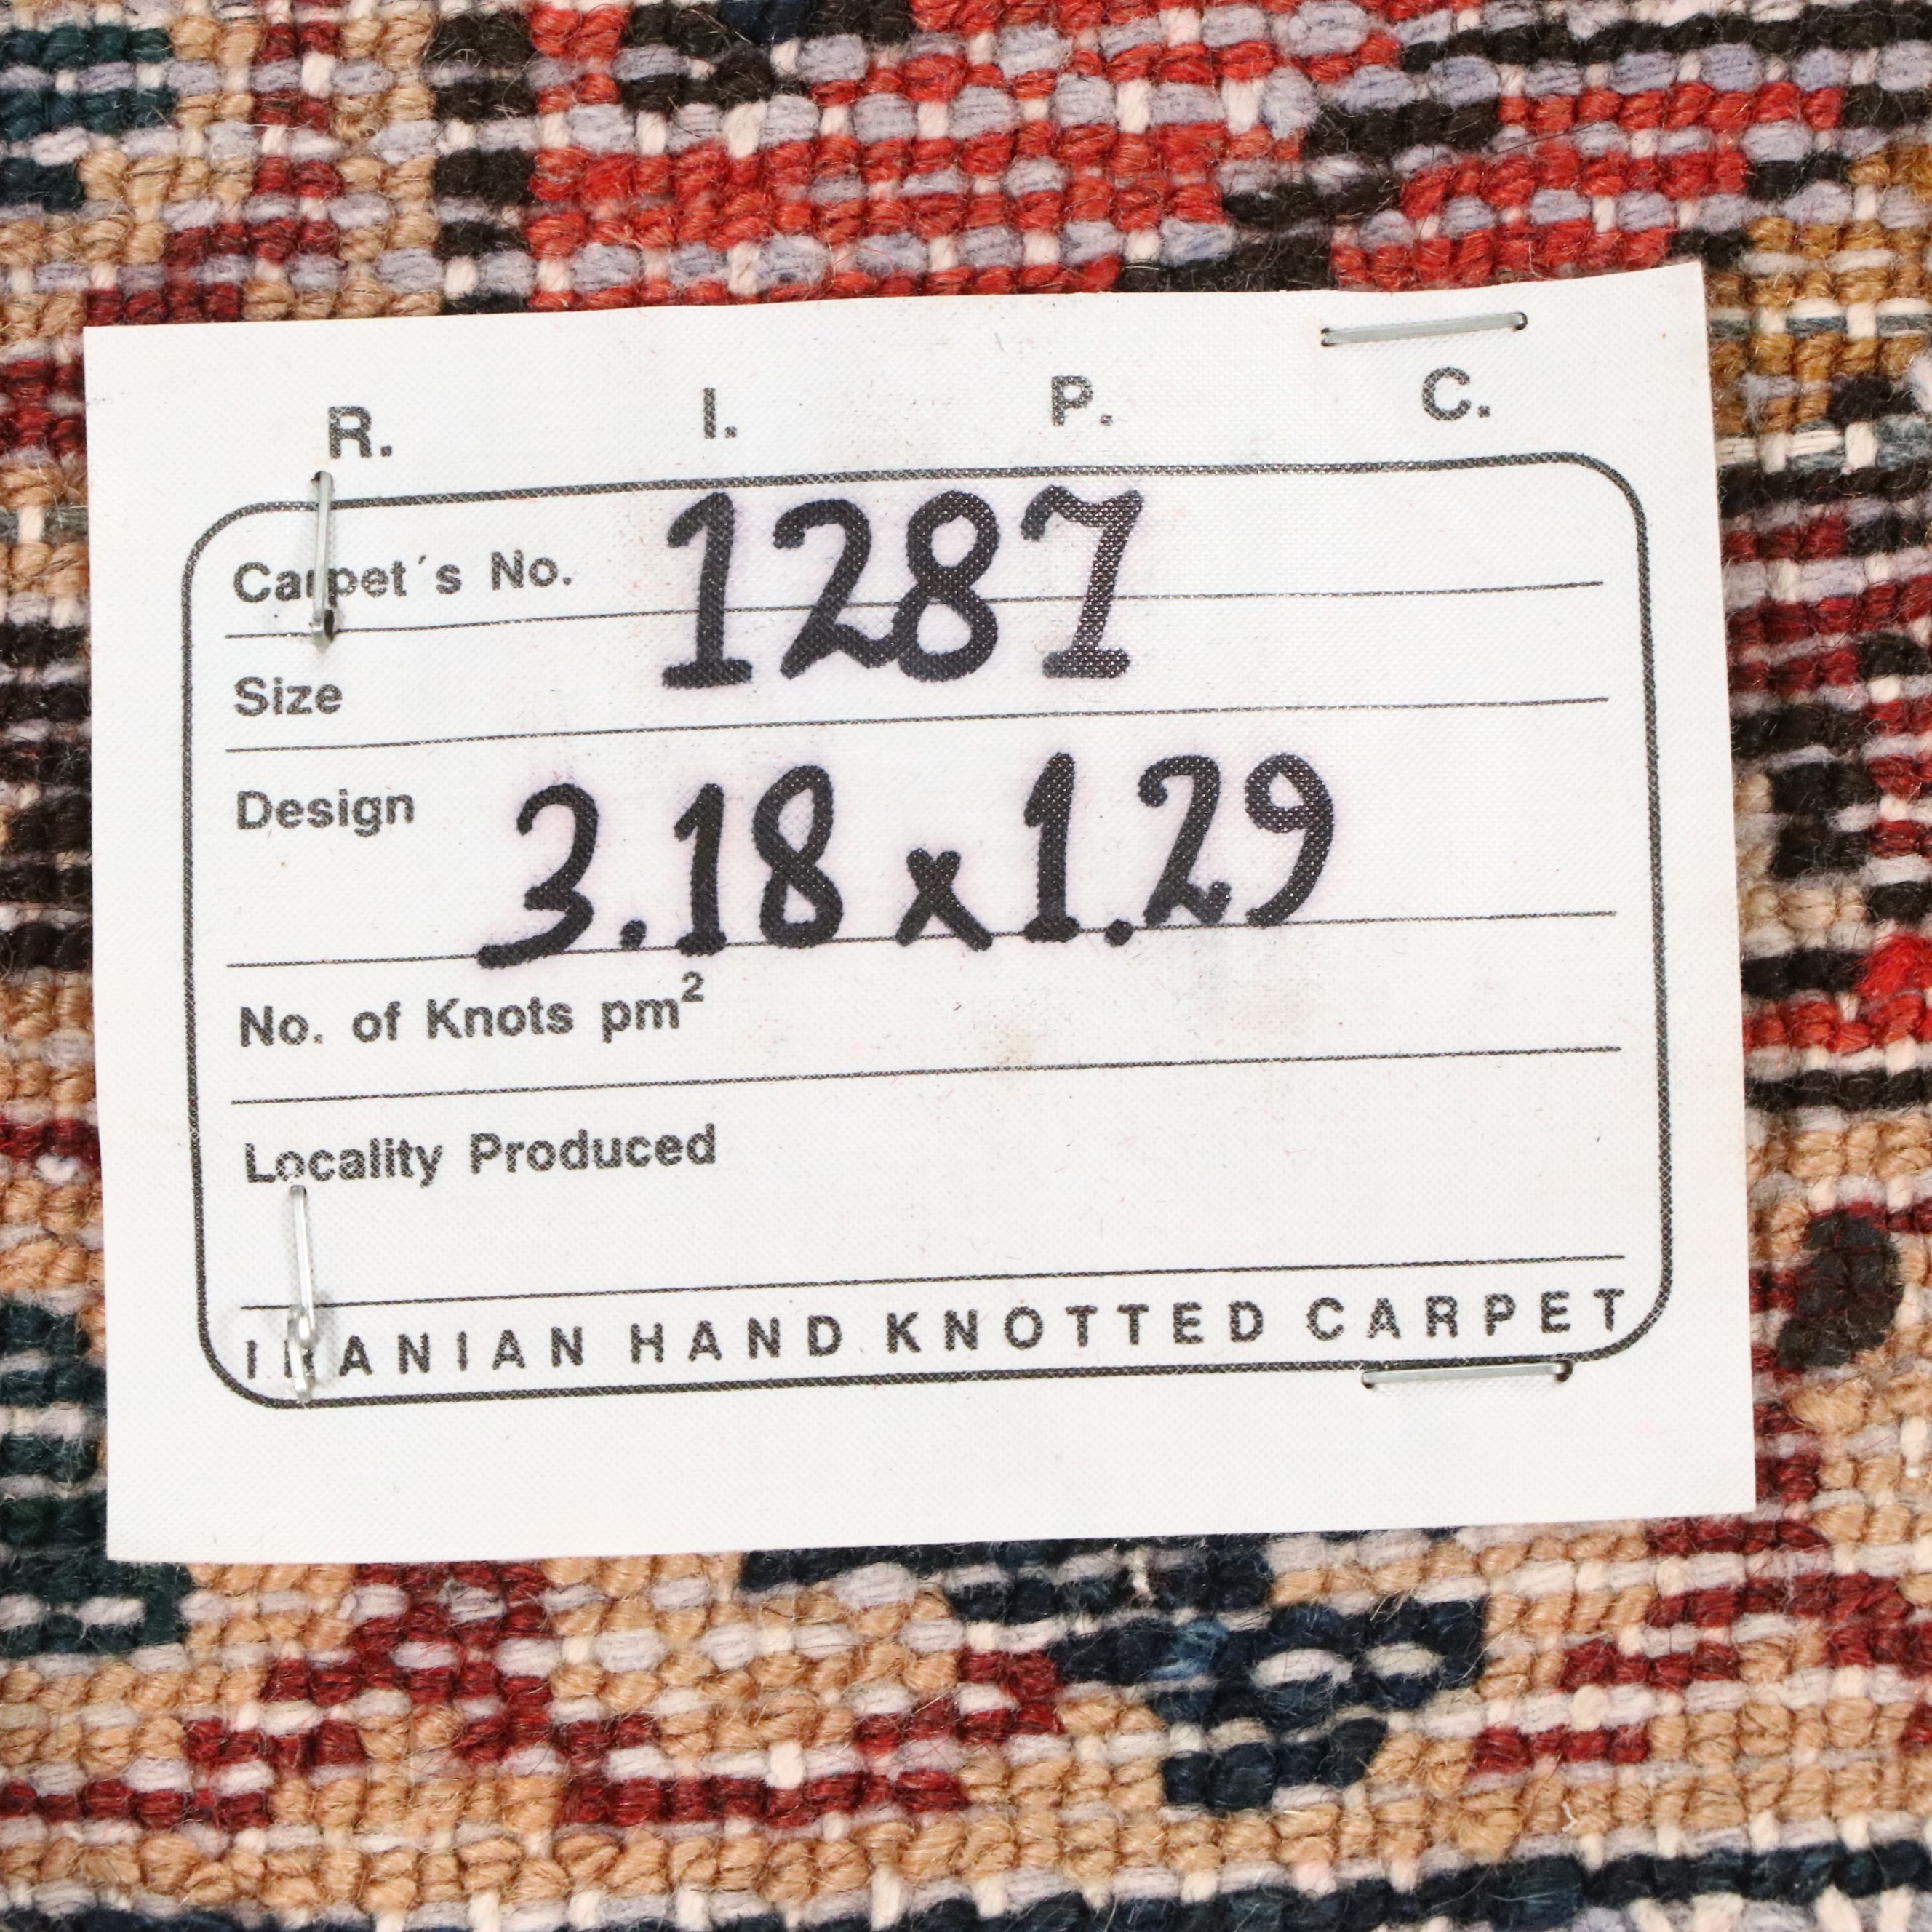 R. I. P. C.
Carpet´s No. 1287
Size
Design 3.18 x 1.29
No. of Knots pm²
Locality Produced
IRANIAN HAND KNOTTED CARPET